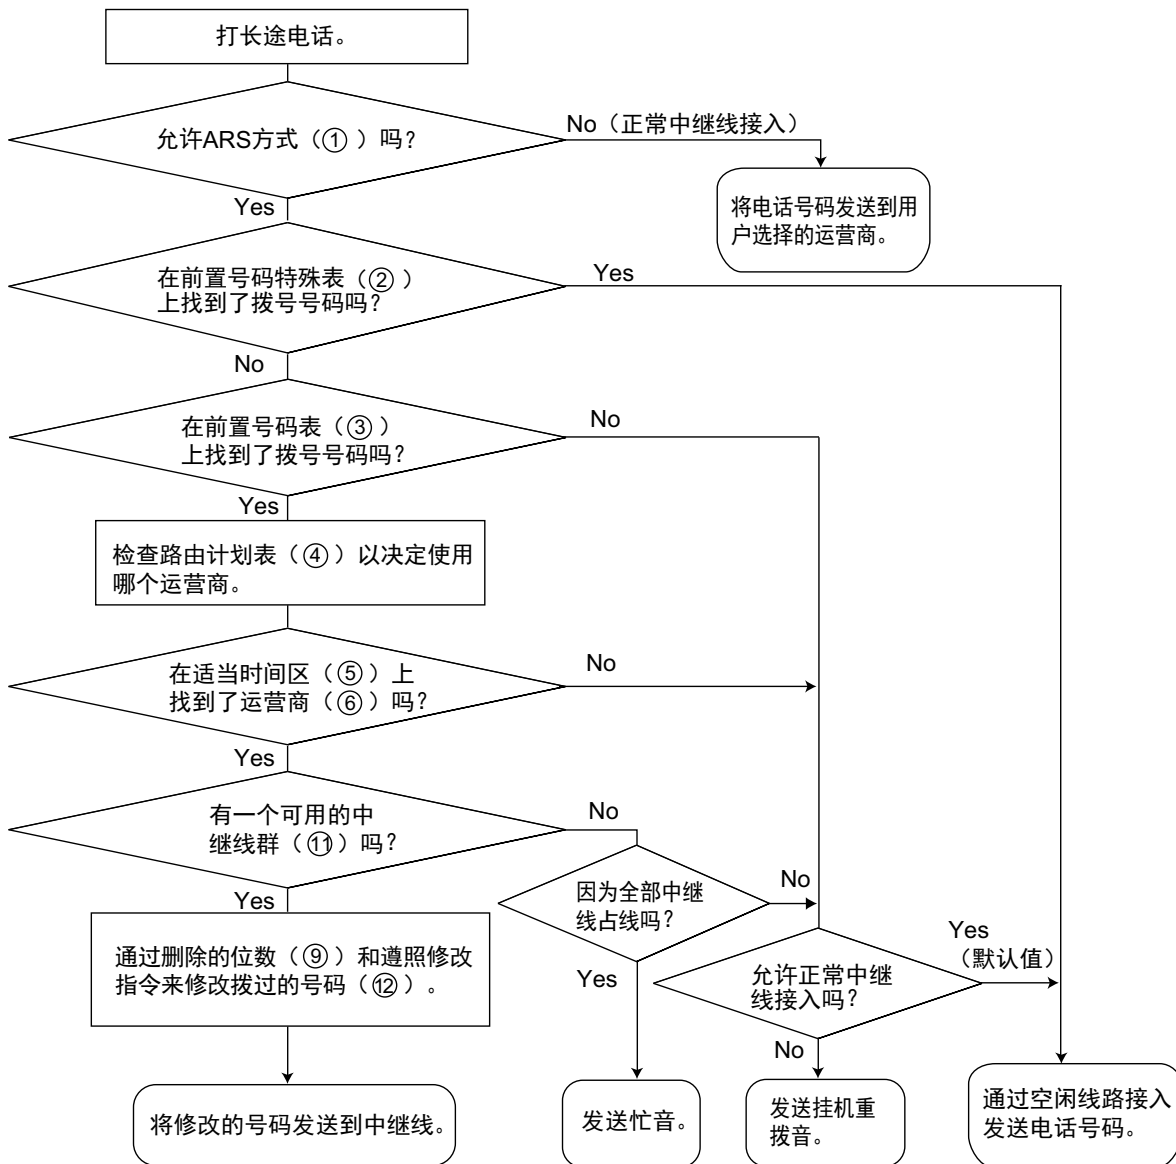 打长途电话。
允许ARS方式（①）吗？
No（正常中继线接入）
将电话号码发送到用
户选择的运营商。
Yes
在前置号码特殊表（②）
上找到了拨号号码吗？
Yes
No
在前置号码表（③）
上找到了拨号号码吗？
No
Yes
检查路由计划表（④）以决定使用
哪个运营商。
在适当时间区（⑤）上
找到了运营商（⑥）吗？
No
Yes
有一个可用的中
继线群（⑪）吗？
No
因为全部中继
线占线吗？
No
Yes
通过删除的位数（⑨）和遵照修改
指令来修改拨过的号码（⑫）。
Yes
允许正常中继
线接入吗？
Yes
（默认值）
No
将修改的号码发送到中继线。
发送忙音。
发送挂机重
拨音。
通过空闲线路接入
发送电话号码。